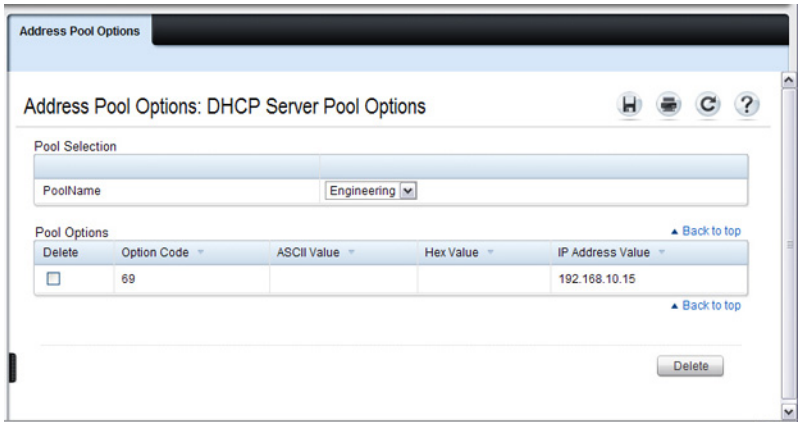 Address Pool Options
Address Pool Options: DHCP Server Pool Options
Pool Selection
PoolName Engineering
Pool Options Back to top
Delete Option Code ASCII Value Hex Value IP Address Value
69 192.168.10.15
Back to top
Delete